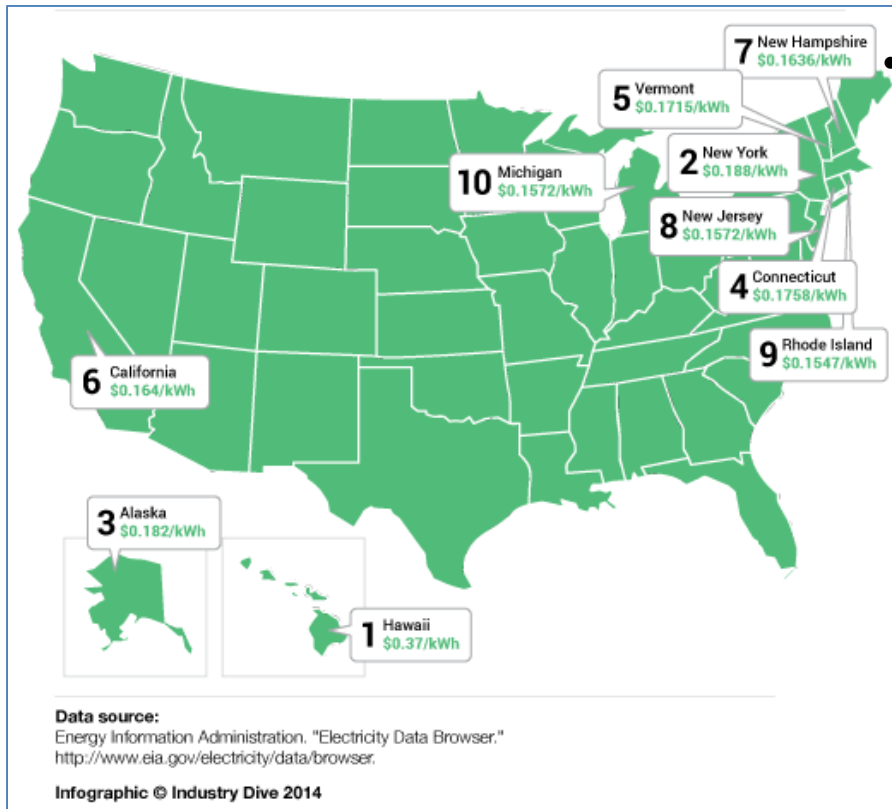 7 New Hampshire
$0.1636/kWh
5 Vermont
$0.1715/kWh
2 New York
$0.188/kWh
10 Michigan
$0.1572/kWh
8 New Jersey
$0.1572/kWh
4 Connecticut
$0.1758/kWh
9 Rhode Island
$0.1547/kWh
6 California
$0.164/kWh
3 Alaska
$0.182/kWh
1 Hawaii
$0.37/kWh
Data source:
Energy Information Administration. "Electricity Data Browser."
http://www.eia.gov/electricity/data/browser.
Infographic © Industry Dive 2014